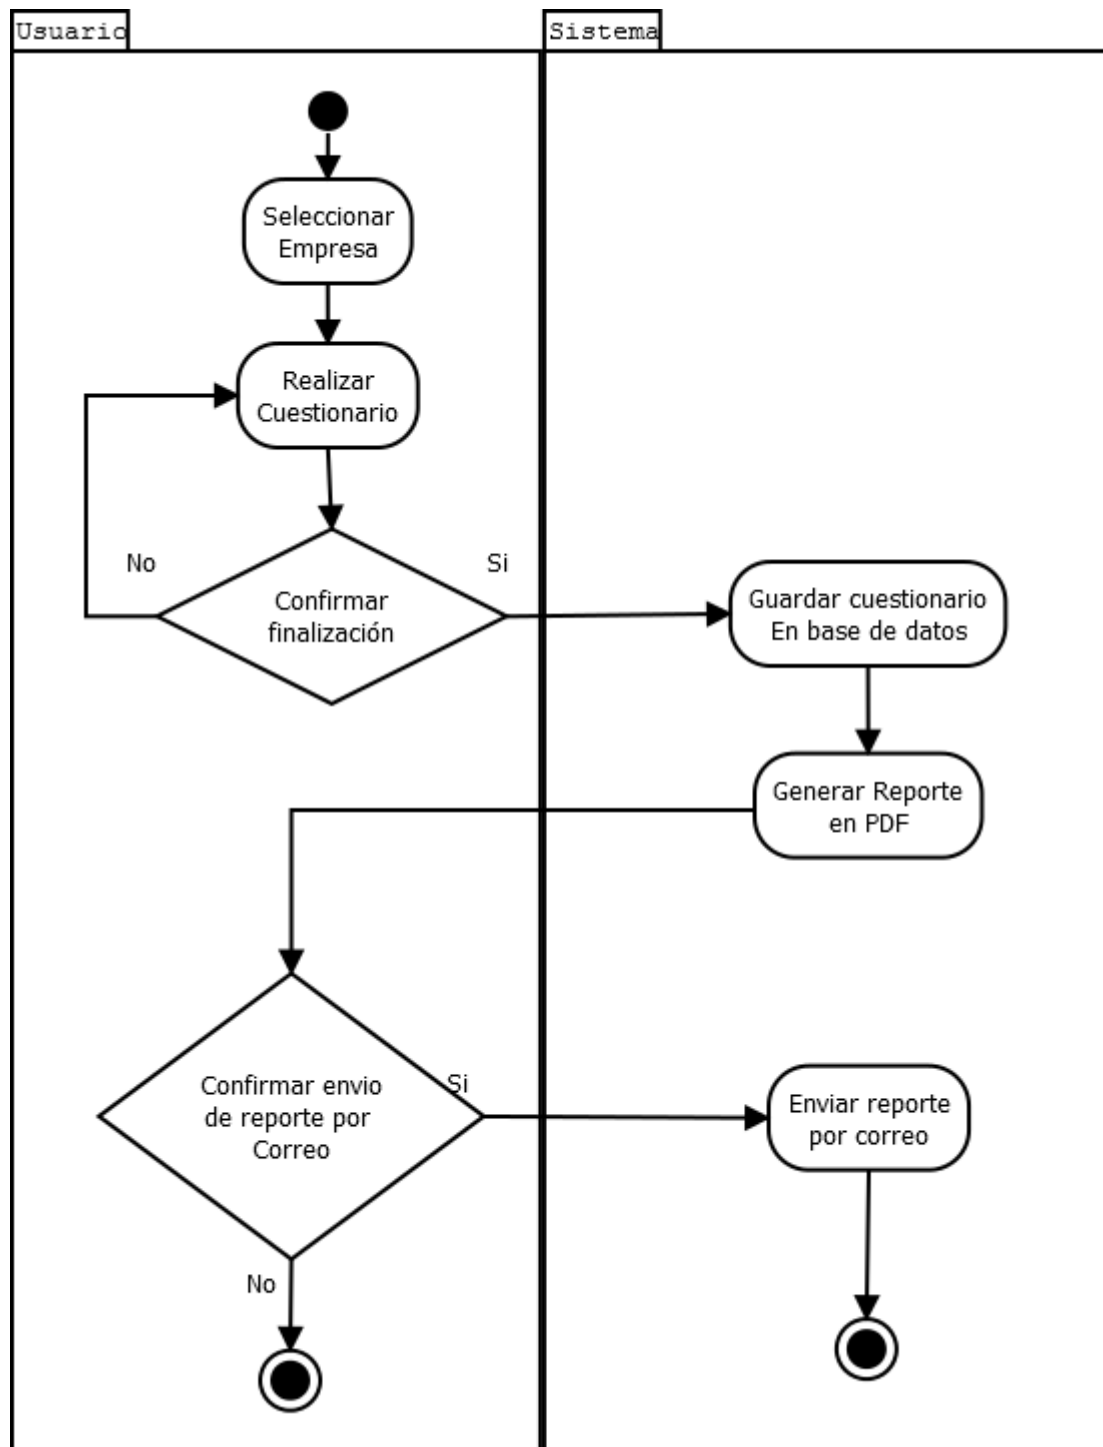 Usuario
Sistema
Seleccionar
Empresa
Realizar
Cuestionario
No
Si
Confirmar
finalización
Guardar cuestionario
En base de datos
Generar Reporte
en PDF
Confirmar envio
de reporte por
Correo
Si
Enviar reporte
por correo
No